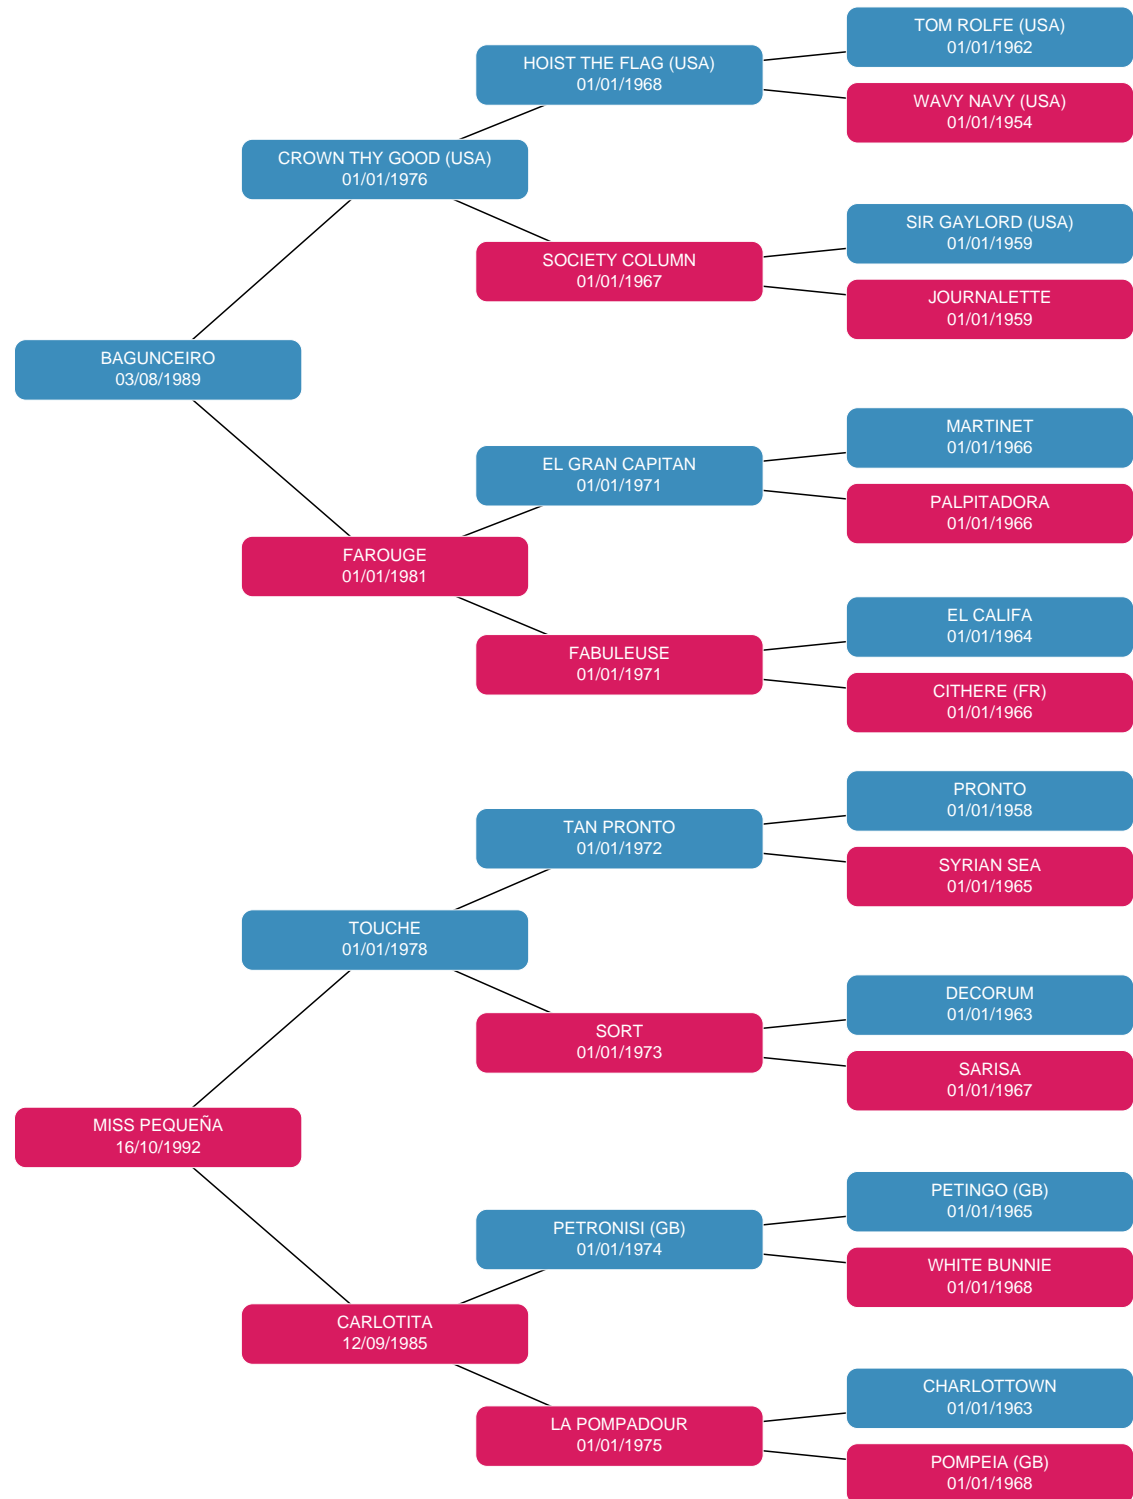 TOM ROLFE (USA)
01/01/1962
HOIST THE FLAG (USA)
01/01/1968
WAVY NAVY (USA)
01/01/1954
CROWN THY GOOD (USA)
01/01/1976
SIR GAYLORD (USA)
01/01/1959
SOCIETY COLUMN
01/01/1967
JOURNALETTE
01/01/1959
BAGUNCEIRO
03/08/1989
MARTINET
01/01/1966
EL GRAN CAPITAN
01/01/1971
PALPITADORA
01/01/1966
FAROUGE
01/01/1981
EL CALIFA
01/01/1964
FABULEUSE
01/01/1971
CITHERE (FR)
01/01/1966
PRONTO
01/01/1958
TAN PRONTO
01/01/1972
SYRIAN SEA
01/01/1965
TOUCHE
01/01/1978
DECORUM
01/01/1963
SORT
01/01/1973
SARISA
01/01/1967
MISS PEQUEÑA
16/10/1992
PETINGO (GB)
01/01/1965
PETRONISI (GB)
01/01/1974
WHITE BUNNIE
01/01/1968
CARLOTITA
12/09/1985
CHARLOTTOWN
01/01/1963
LA POMPADOUR
01/01/1975
POMPEIA (GB)
01/01/1968